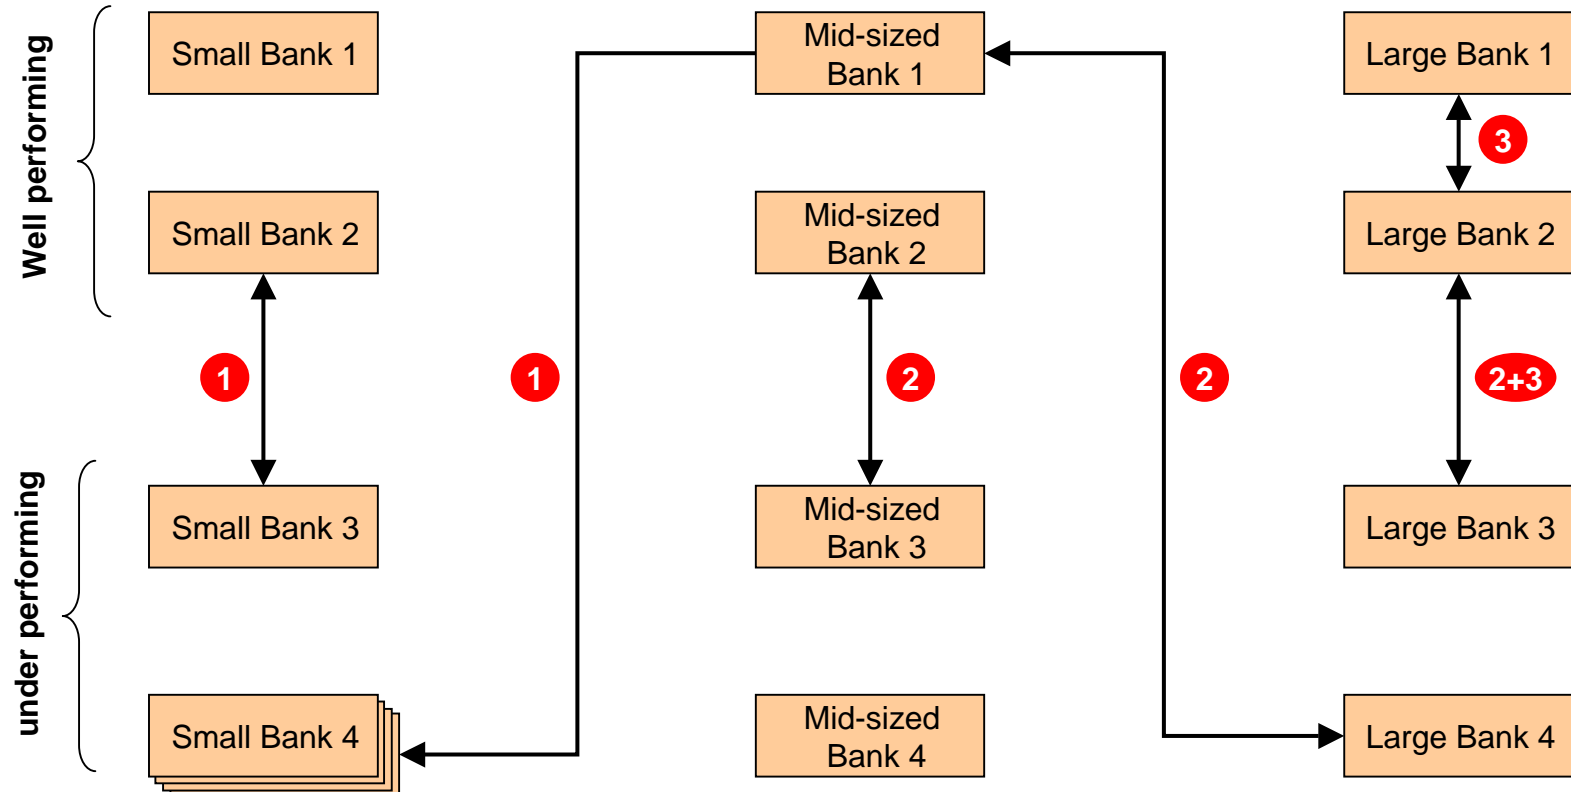 Well performing
Small Bank 1
Mid-sized
Bank 1
Large Bank 1
3
Small Bank 2
Mid-sized
Bank 2
Large Bank 2
1
1
2
2
2+3
under performing
Small Bank 3
Mid-sized
Bank 3
Large Bank 3
Small Bank 4
Mid-sized
Bank 4
Large Bank 4